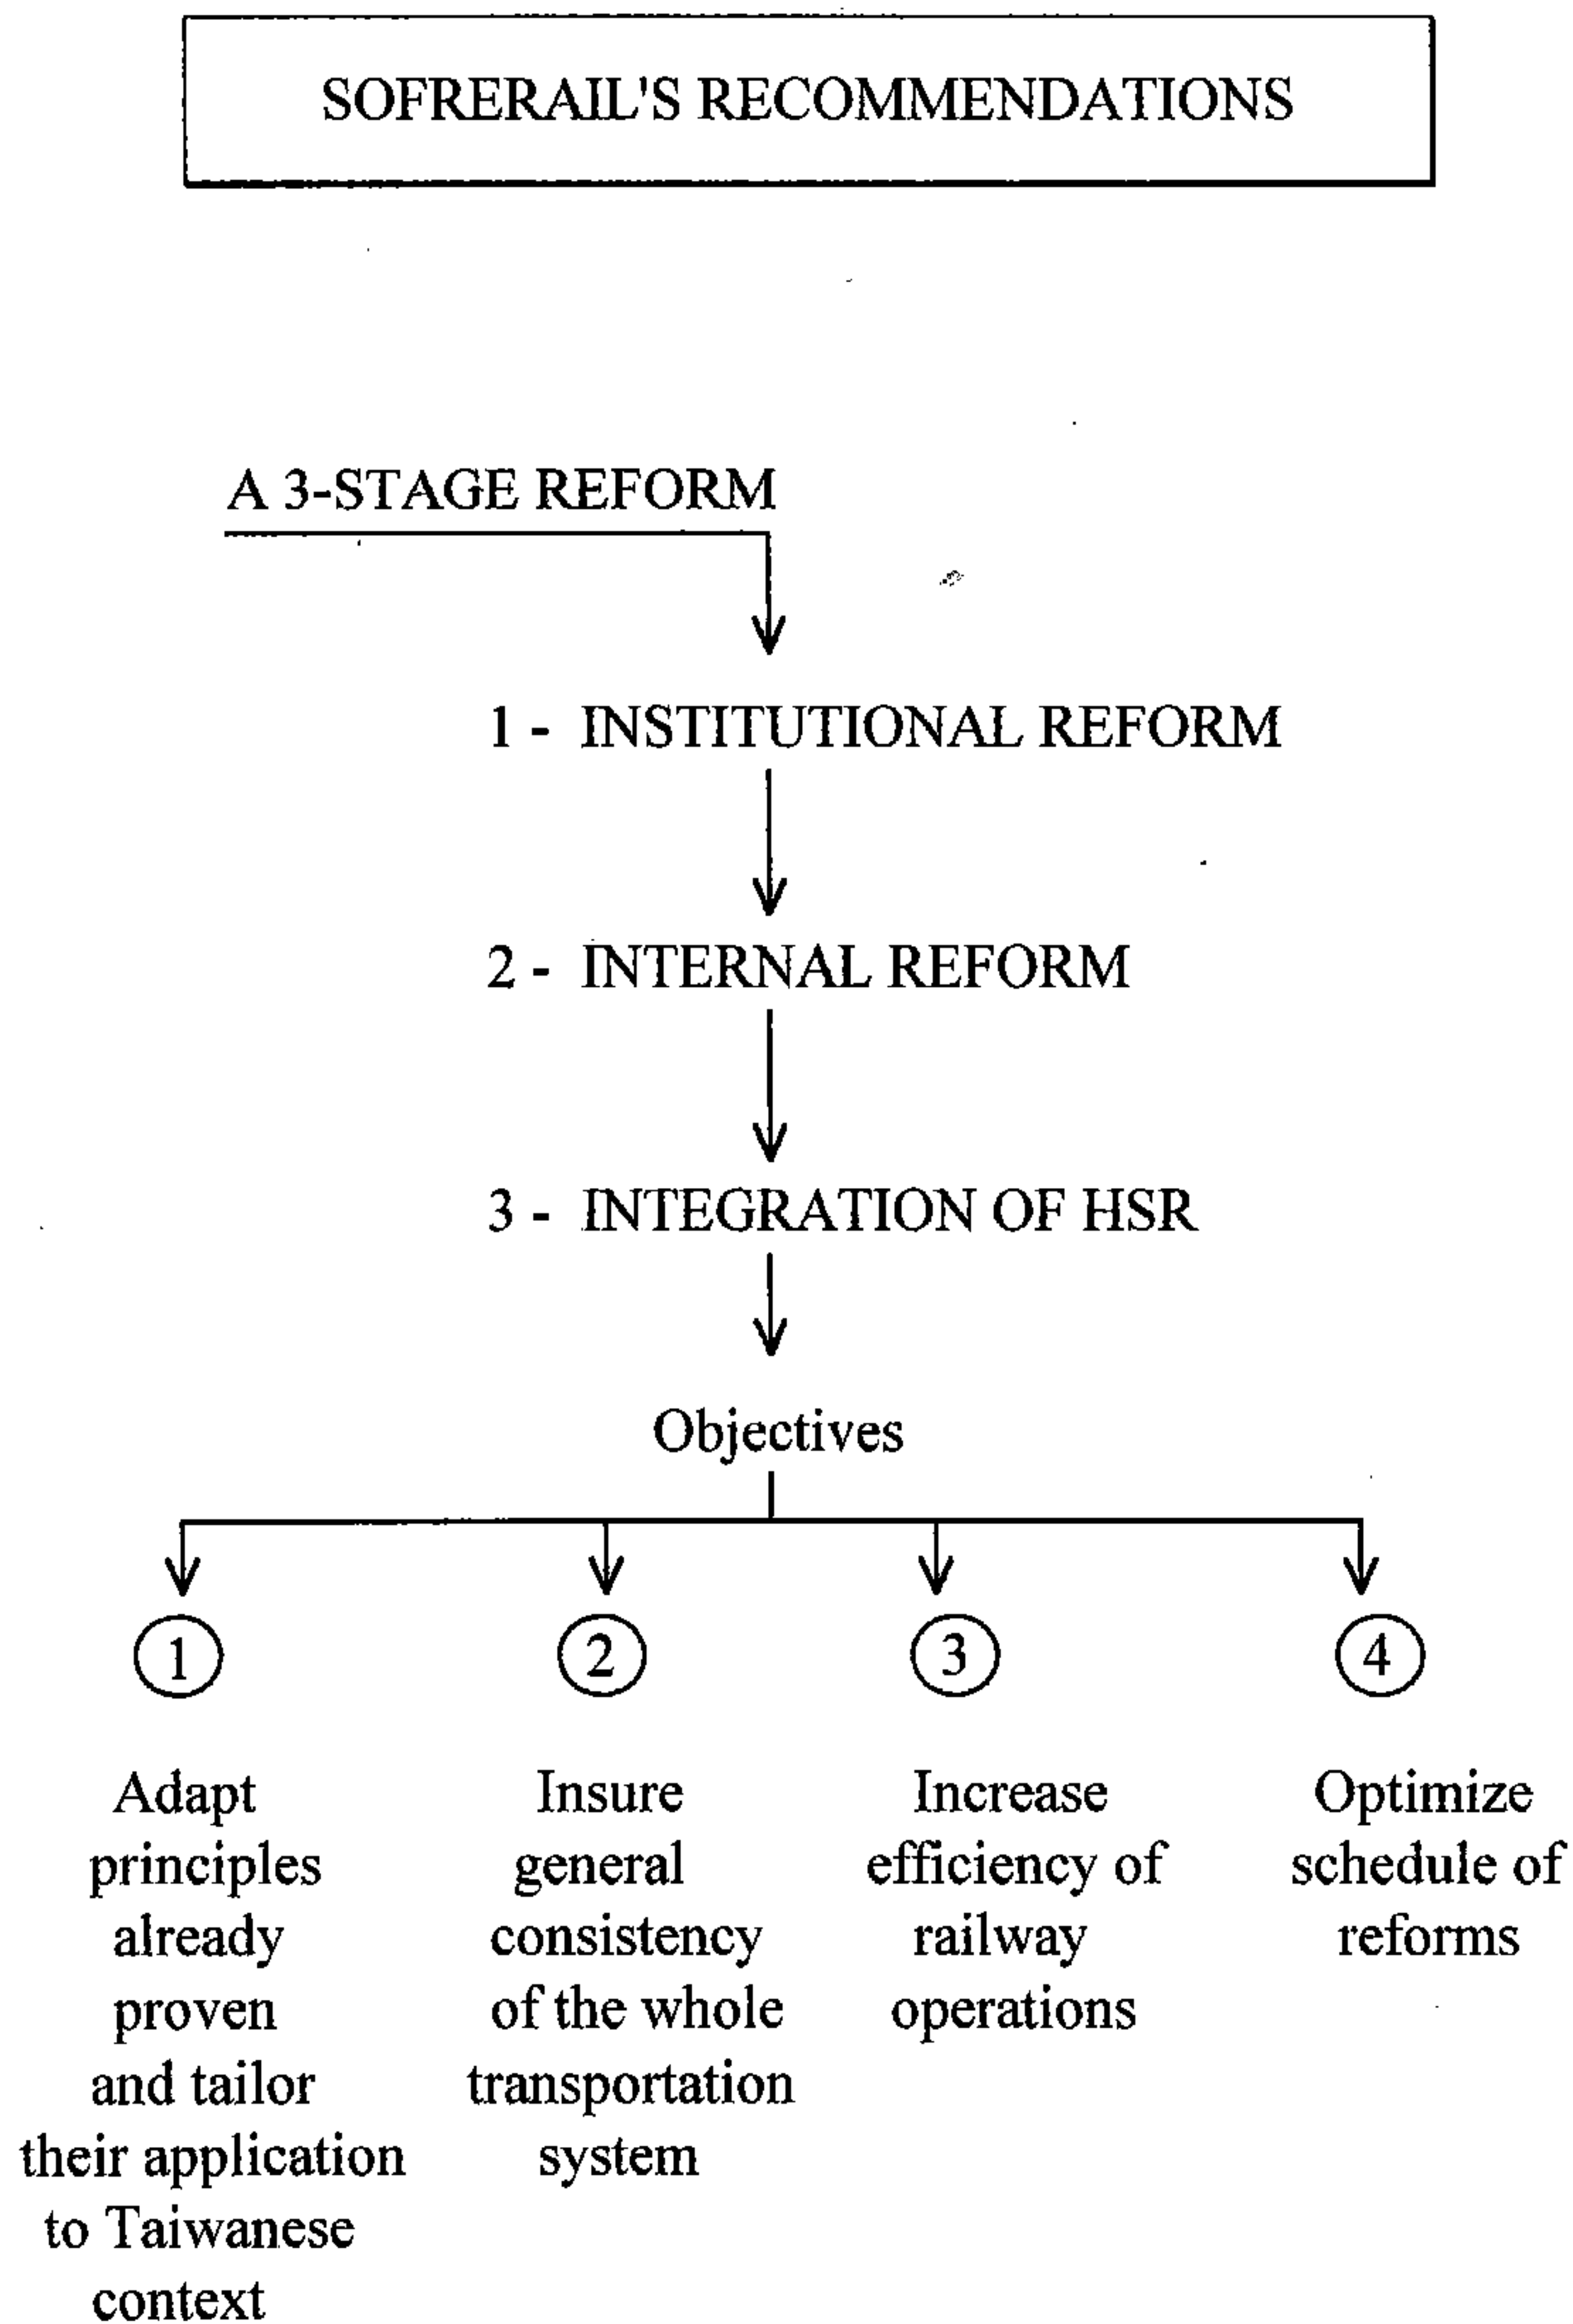 SOFRERAIL'S RECOMMENDATIONS
A 3-STAGE REFORM
1 - INSTITUTIONAL REFORM
2 - INTERNAL REFORM
3 - INTEGRATION OF HSR
Objectives
1
Adapt
principles
already
proven
and tailor
their application
to Taiwanese
context
2
Insure
general
consistency
of the whole
transportation
system
3
Increase
efficiency of
railway
operations
4
Optimize
schedule of
reforms